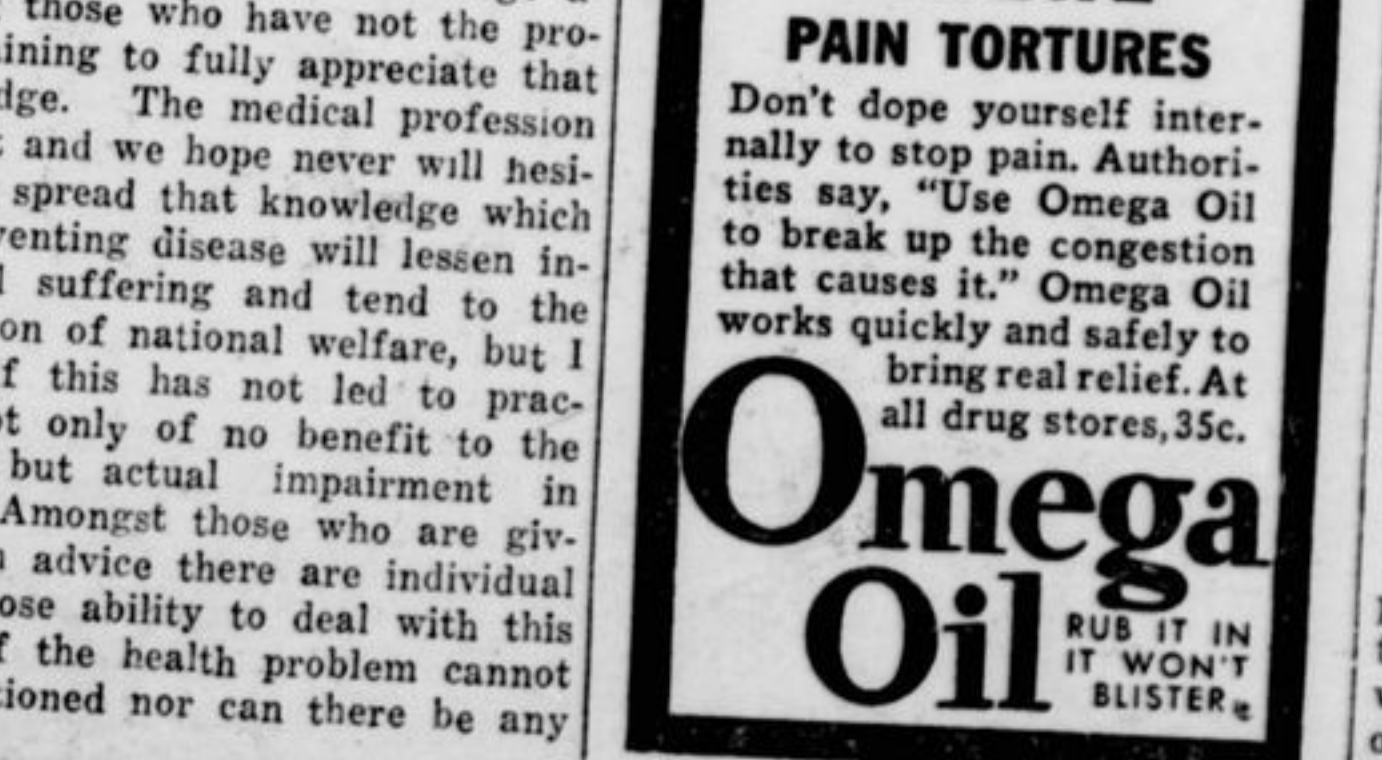 those who have not the pro-
ining to fully appreciate that
dge. The medical profession
and we hope never will hesi-
spread that knowledge which
venting disease will lessen in-
suffering and tend to the
on of national welfare, but I
f this has not led to prac-
t only of no benefit to the
but actual impairment in
Amongst those who are giv-
advice there are individual
ose ability to deal with this
f the health problem cannot
tioned nor can there be any
PAIN TORTURES
Don't dope yourself inter-
nally to stop pain. Authori-
ties say, "Use Omega Oil
to break up the congestion
that causes it." Omega Oil
works quickly and safely to
bring real relief. At
all drug stores, 35c.
Omega
Oil
RUB IT IN
IT WON'T
BLISTER